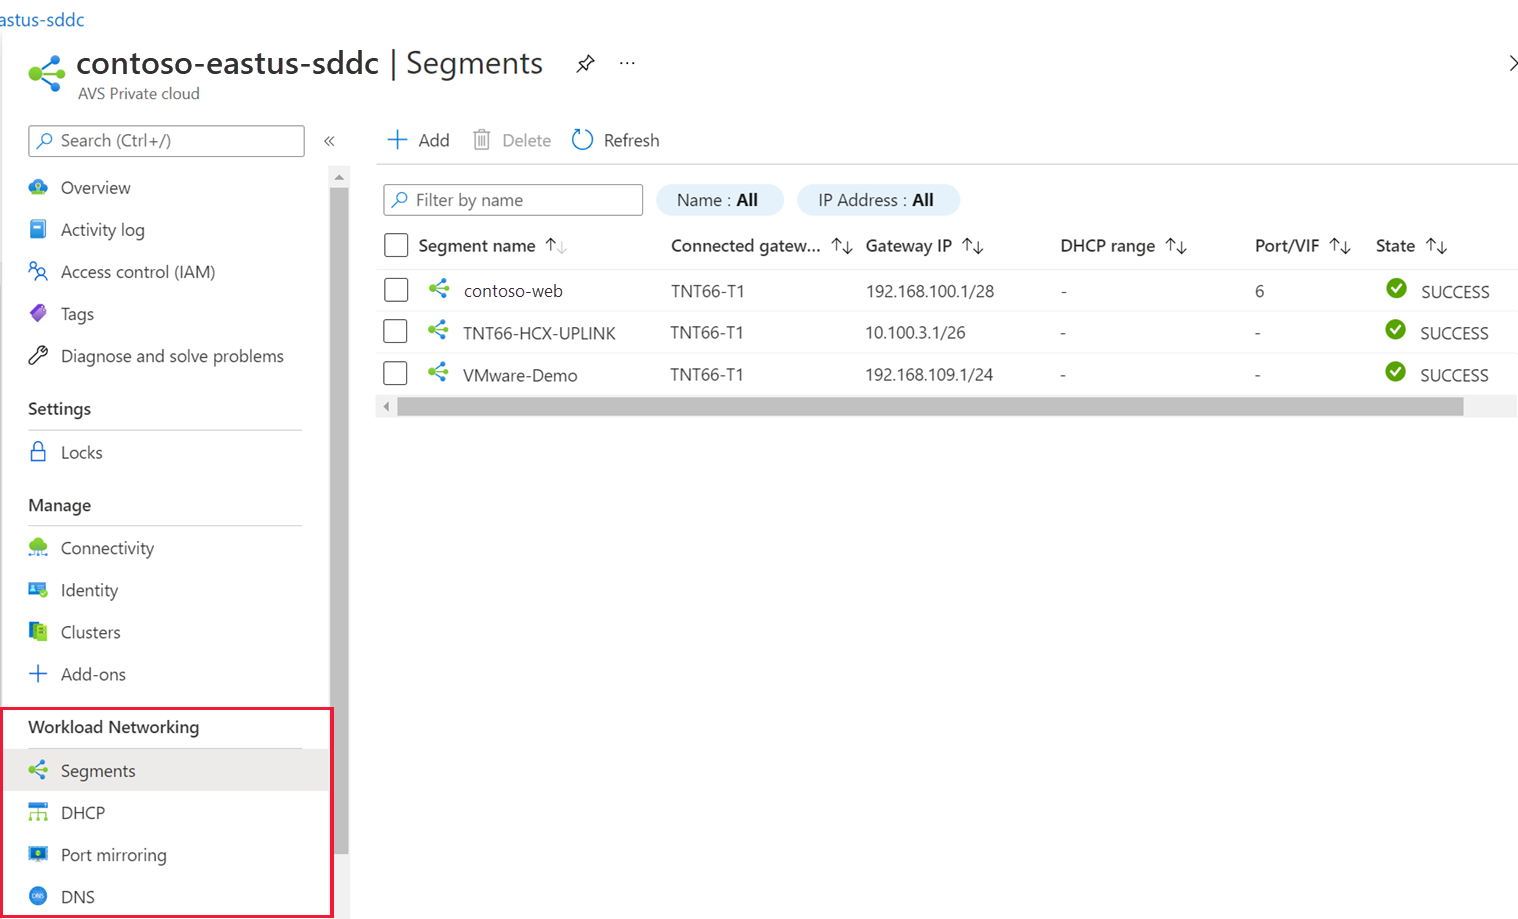 astus-sddc
contoso-eastus-sddc | Segments ...
AVS Private cloud
Search (Ctrl+/) «
Add Delete Refresh
Overview
Activity log
Access control (IAM)
Tags
Diagnose and solve problems
Settings
Locks
Manage
Connectivity
Identity
Clusters
Add-ons
Workload Networking
Segments
DHCP
Port mirroring
DNS
Filter by name Name : All IP Address : All
Segment name ↑↓ Connected gatew... ↑↓ Gateway IP ↑↓ DHCP range ↑↓ Port/VIF ↑↓ State ↑↓
contoso-web TNT66-T1 192.168.100.1/28 - 6 SUCCESS
TNT66-HCX-UPLINK TNT66-T1 10.100.3.1/26 - - SUCCESS
VMware-Demo TNT66-T1 192.168.109.1/24 - - SUCCESS